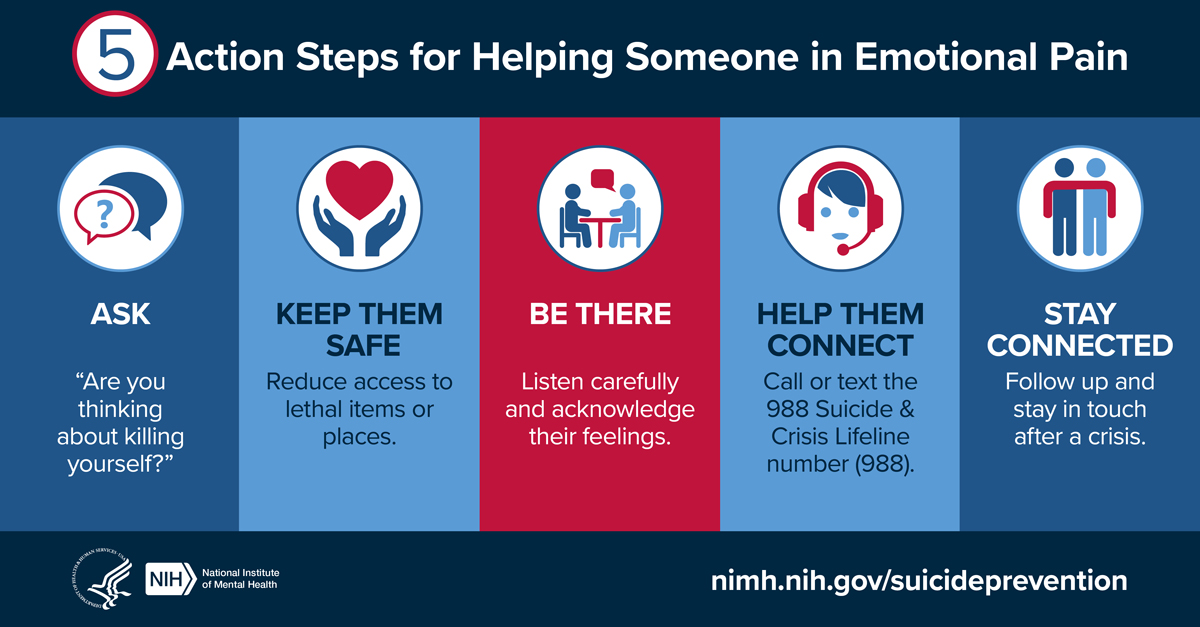 5 Action Steps for Helping Someone in Emotional Pain
?
ASK
“Are you
thinking
about killing
yourself?”
KEEP THEM
SAFE
Reduce access to
lethal items or
places.
BE THERE
Listen carefully
and acknowledge
their feelings.
HELP THEM
CONNECT
Call or text the
988 Suicide &
Crisis Lifeline
number (988).
STAY
CONNECTED
Follow up and
stay in touch
after a crisis.
DEPARTMENT OF HEALTH & HUMAN SERVICES · USA
NIH
National Institute
of Mental Health
nimh.nih.gov/suicideprevention